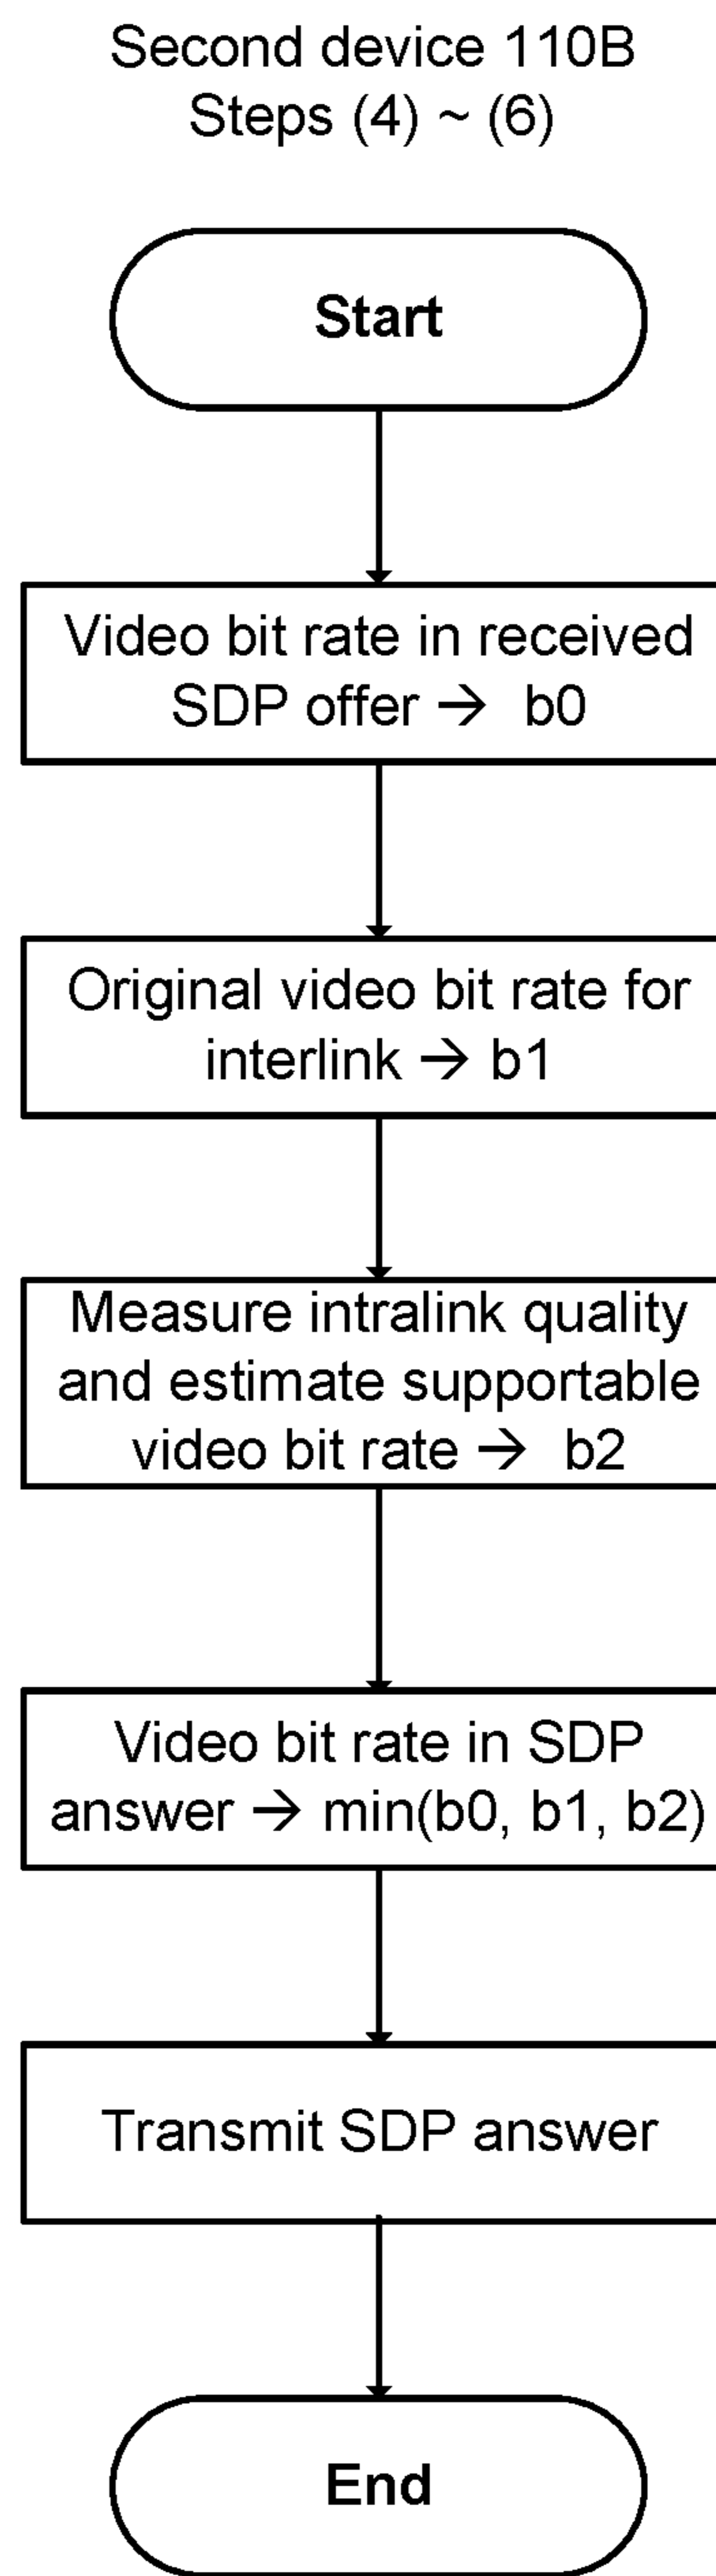 Second device 110B
Steps (4) ~ (6)
Start
Video bit rate in received
SDP offer → b0
Original video bit rate for
interlink → b1
Measure intralink quality
and estimate supportable
video bit rate → b2
Video bit rate in SDP
answer → min(b0, b1, b2)
Transmit SDP answer
End